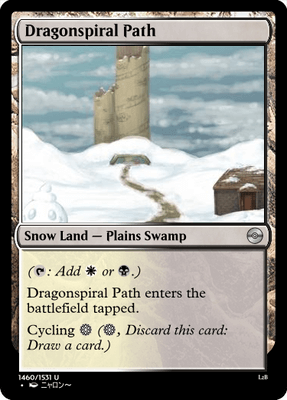 Dragonspiral Path
Snow Land — Plains Swamp
(: Add or .)
Dragonspiral Path enters the
battlefield tapped.
Cycling (, Discard this card:
Draw a card.)
1460/1531 U
• ニャロン〜
LzB